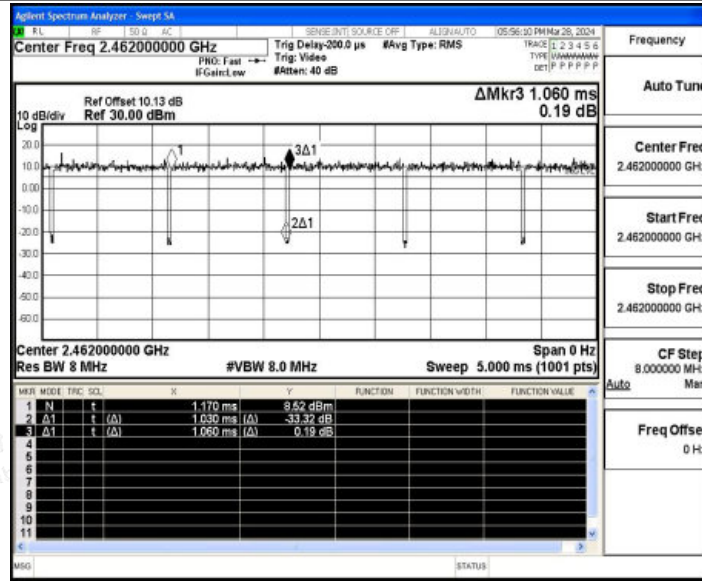 Agilent Spectrum Analyzer - Swept SA
RL RF 50 Ω AC SENSE:INT SOURCE OFF ALIGNAUTO 05:56:10 PM Mar 28, 2024
Center Freq 2.462000000 GHz
PNO: Fast
IFGain:Low
Trig Delay-200.0 µs
Trig: Video
#Atten: 40 dB
#Avg Type: RMS
TRACE 1 2 3 4 5 6
TYPE
DET P P P P P P
Ref Offset 10.13 dB
10 dB/div Ref 30.00 dBm
ΔMkr3 1.060 ms
0.19 dB
Log
20.0
10.0
0.00
-10.0
-20.0
-30.0
-40.0
-50.0
-60.0
1
3Δ1
2Δ1
Center 2.462000000 GHz Span 0 Hz
Res BW 8 MHz #VBW 8.0 MHz Sweep 5.000 ms (1001 pts)
MKR MODE TRC SCL X Y FUNCTION FUNCTION WIDTH FUNCTION VALUE
1 N t 1.170 ms 8.52 dBm
2 Δ1 t (Δ) 1.030 ms (Δ) -33.32 dB
3 Δ1 t (Δ) 1.060 ms (Δ) 0.19 dB
4
5
6
7
8
9
10
11
MSG STATUS
Frequency
Auto Tune
Center Freq
2.462000000 GHz
Start Freq
2.462000000 GHz
Stop Freq
2.462000000 GHz
CF Step
8.000000 MHz
Auto Man
Freq Offset
0 Hz